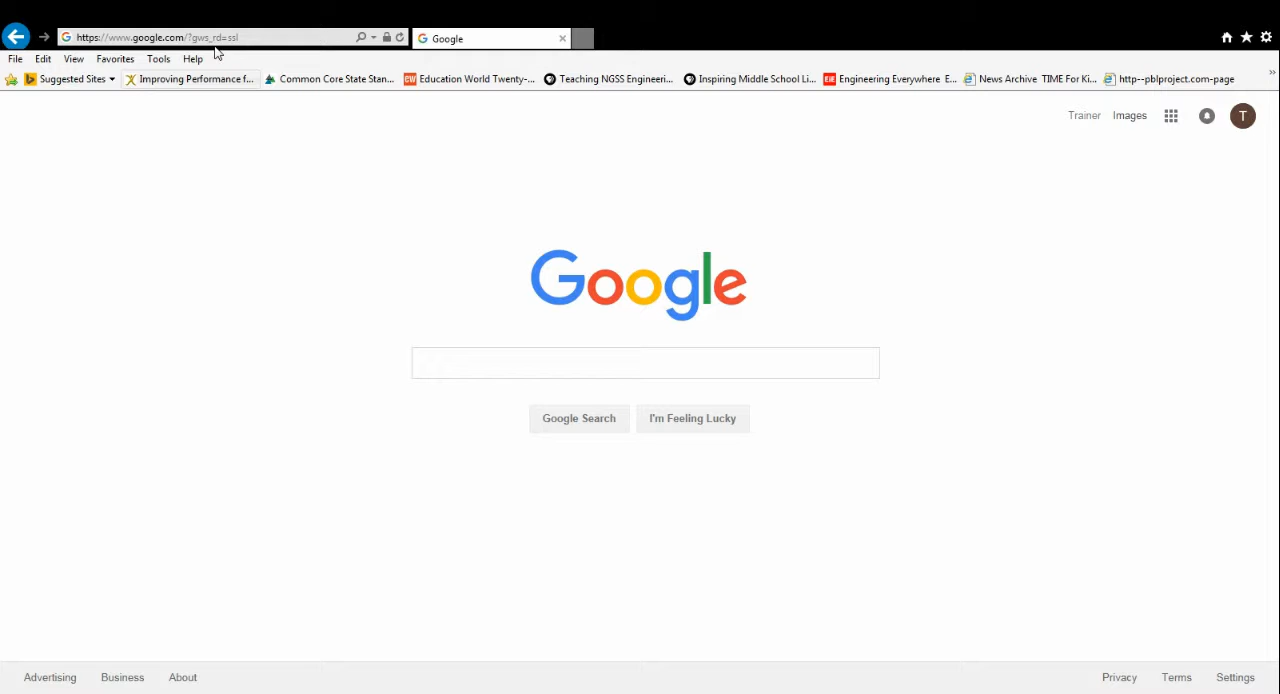 https://www.google.com/?gws_rd=ssl
Google
File Edit View Favorites Tools Help
Suggested Sites Improving Performance f... Common Core State Stan... EW Education World Twenty-... Teaching NGSS Engineeri... Inspiring Middle School Li... EiE Engineering Everywhere E... News Archive TIME For Ki... http--pblproject.com-page
Trainer Images T
Google
Google Search I'm Feeling Lucky
Advertising Business About Privacy Terms Settings